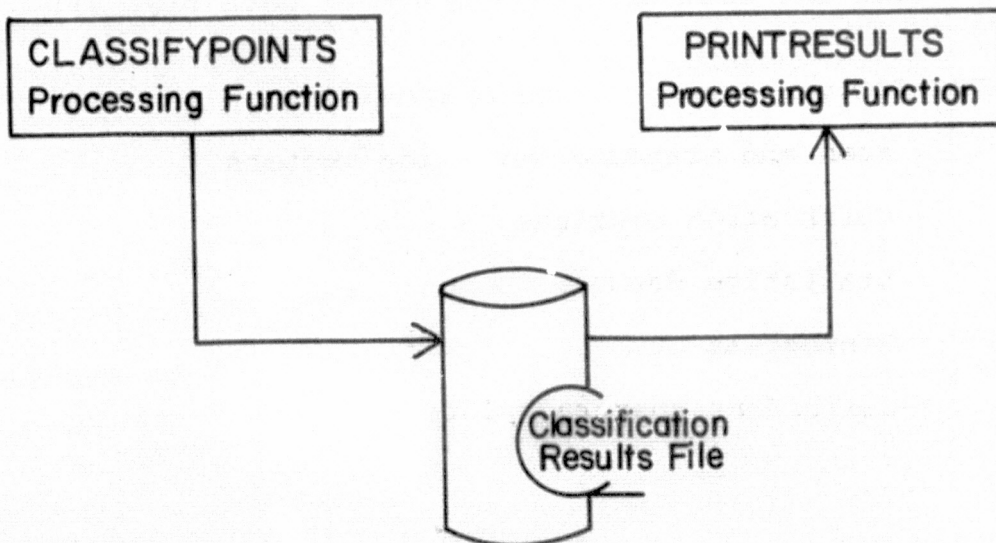 CLASSIFYPOINTS
Processing Function
PRINTRESULTS
Processing Function
Classification
Results File